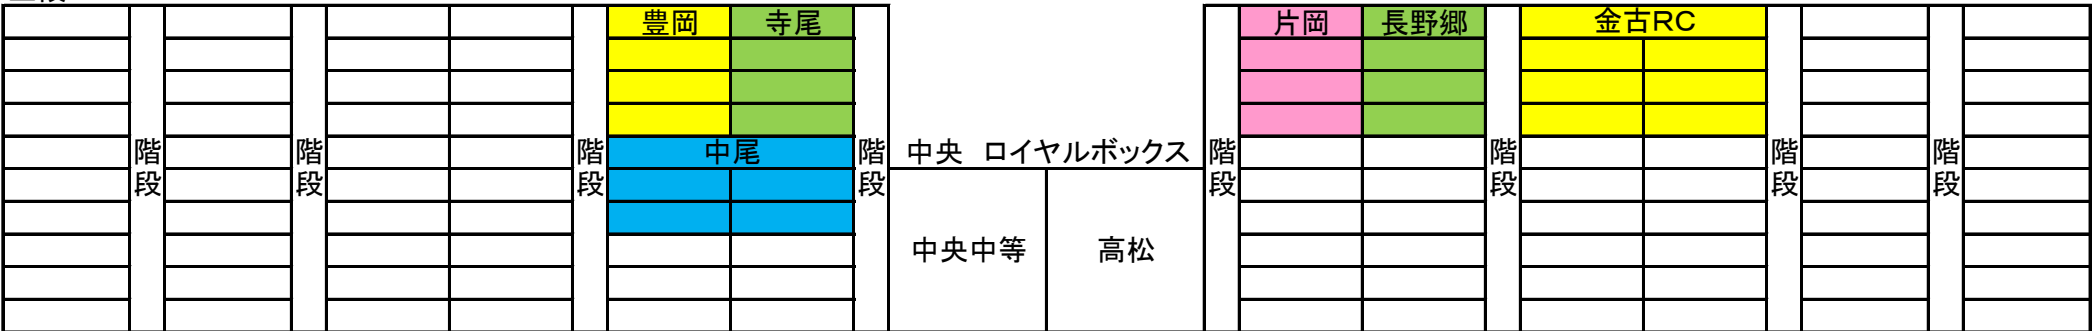 豊岡 寺尾 片岡 長野郷 金古RC
階段 階段 階段 中尾 階段 中央 ロイヤルボックス 階段 階段 階段 階段
中央中等 高松